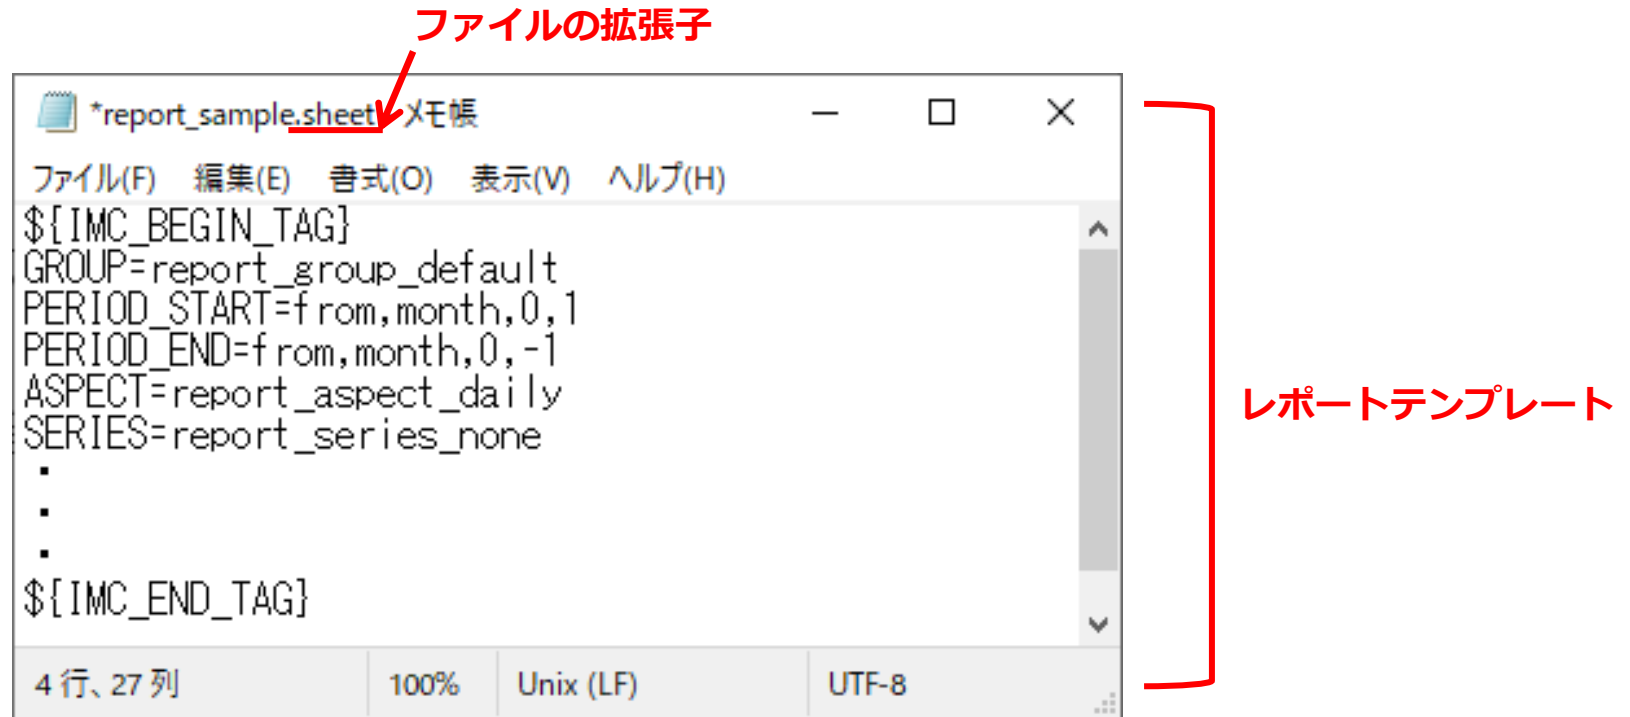 ファイルの拡張子
*report_sample.sheet - メモ帳
ファイル(F) 編集(E) 書式(O) 表示(V) ヘルプ(H)
${IMC_BEGIN_TAG}
GROUP=report_group_default
PERIOD_START=from,month,0,1
PERIOD_END=from,month,0,-1
ASPECT=report_aspect_daily
SERIES=report_series_none
・
・
・
${IMC_END_TAG}
レポートテンプレート
4 行、27 列 100% Unix (LF) UTF-8